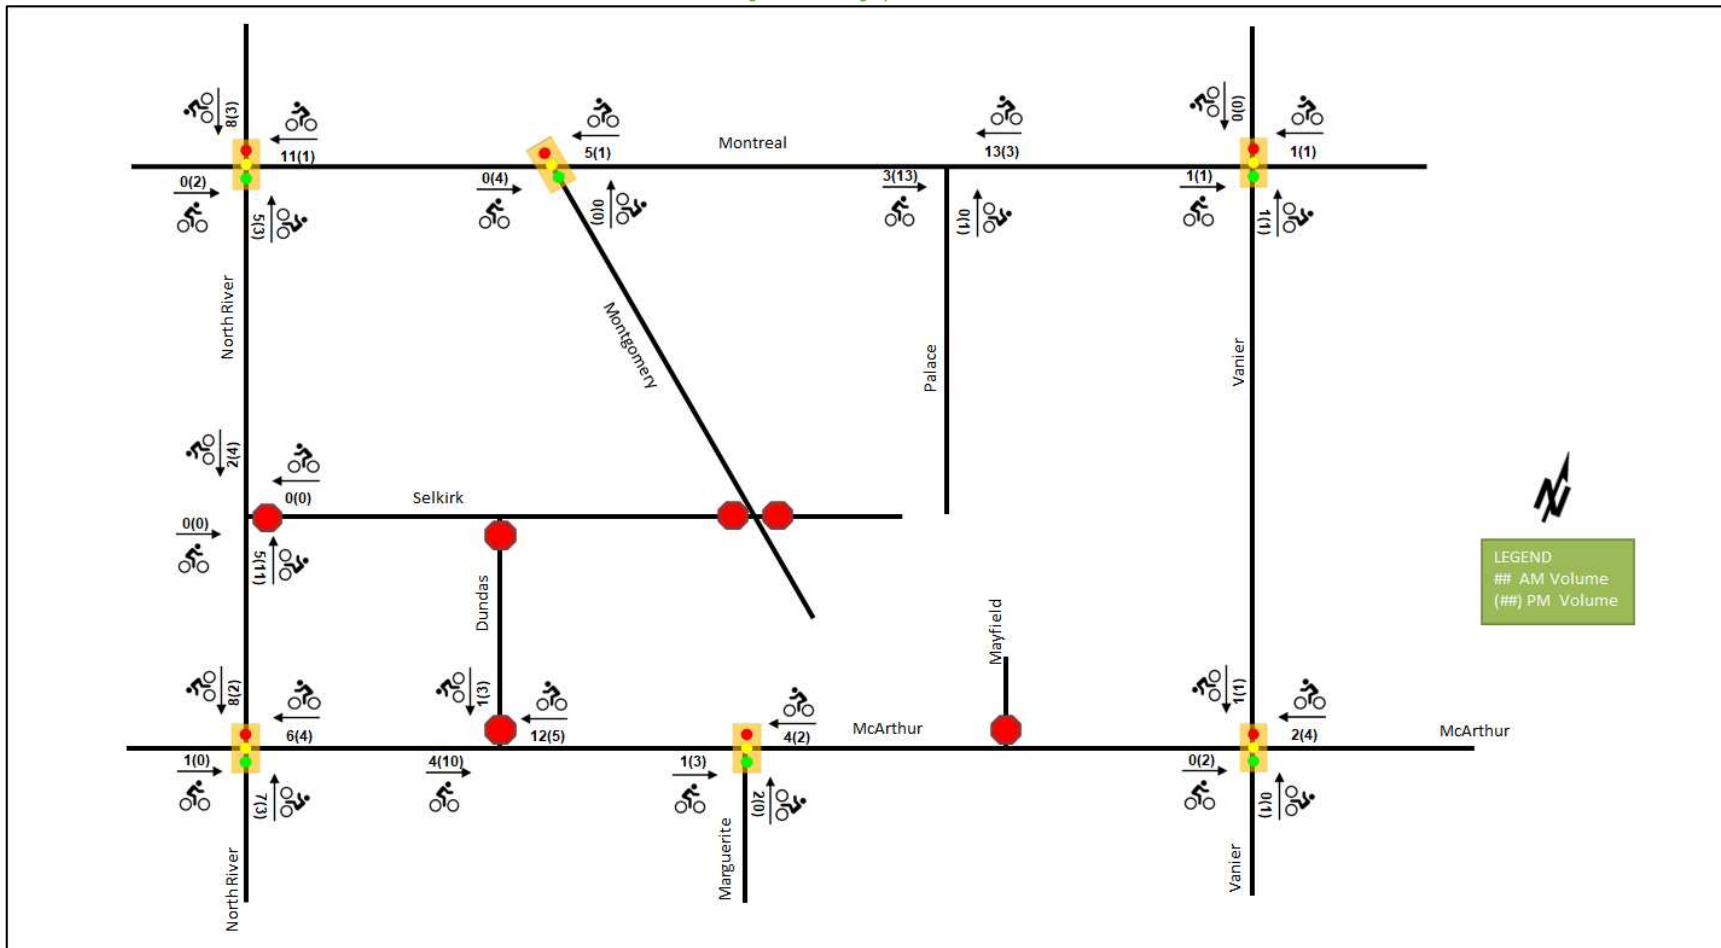 8(3)
0(0)
11(1)
5(1)
Montreal
13(3)
1(1)
0(2)
0(4)
3(13)
1(1)
5(3)
0(0)
0(1)
1(1)
North River
Montgomery
Palace
Vanier
2(4)
0(0)
Selkirk
0(0)
5(11)
Dundas
LEGEND
## AM Volume
(##) PM Volume
Mayfield
8(2)
1(3)
1(1)
6(4)
12(5)
4(2)
McArthur
2(4)
McArthur
1(0)
4(10)
1(3)
0(2)
7(3)
2(0)
0(1)
North River
Marguerite
Vanier